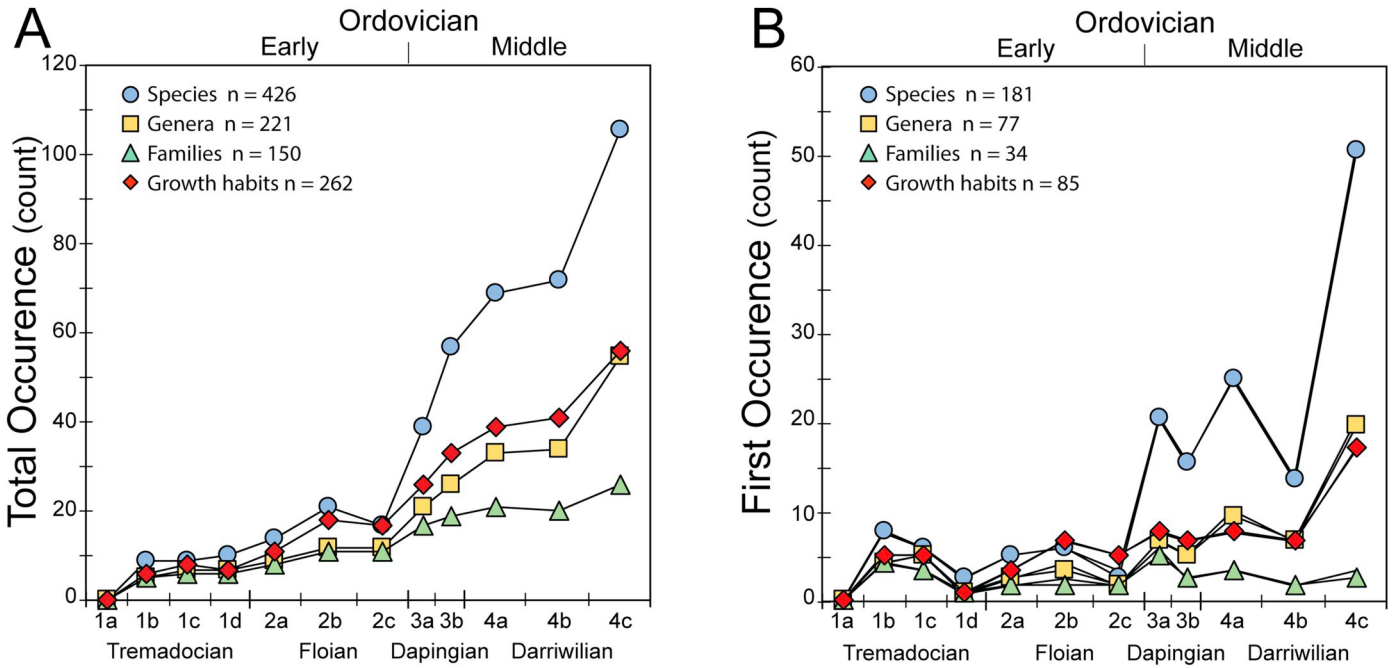 A
Ordovician
Early Middle
Total Occurence (count)
120
100
80
60
40
20
0
Species n = 426
Genera n = 221
Families n = 150
Growth habits n = 262
1a 1b 1c 1d 2a 2b 2c 3a 3b 4a 4b 4c
Tremadocian Floian Dapingian Darriwilian
B
Ordovician
Early Middle
First Occurence (count)
60
50
40
30
20
10
0
Species n = 181
Genera n = 77
Families n = 34
Growth habits n = 85
1a 1b 1c 1d 2a 2b 2c 3a 3b 4a 4b 4c
Tremadocian Floian Dapingian Darriwilian